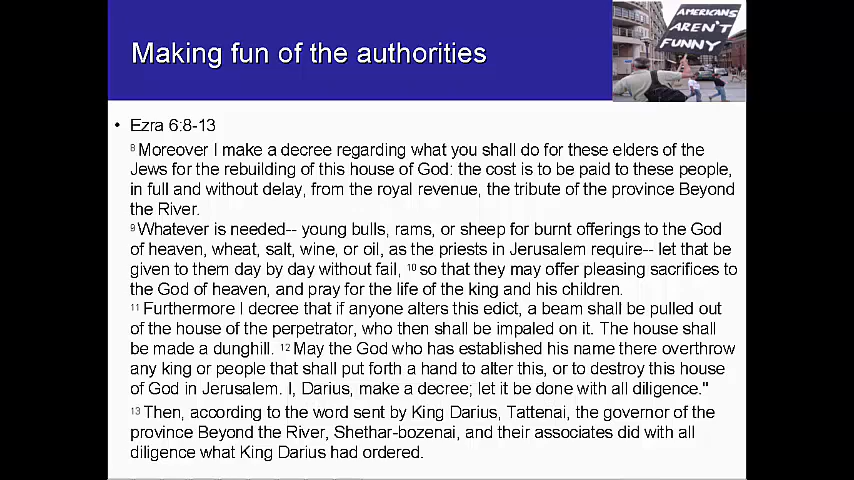 Making fun of the authorities
AMERICANS
AREN'T
FUNNY
• Ezra 6:8-13
8 Moreover I make a decree regarding what you shall do for these elders of the
Jews for the rebuilding of this house of God: the cost is to be paid to these people,
in full and without delay, from the royal revenue, the tribute of the province Beyond
the River.
9 Whatever is needed-- young bulls, rams, or sheep for burnt offerings to the God
of heaven, wheat, salt, wine, or oil, as the priests in Jerusalem require-- let that be
given to them day by day without fail, 10 so that they may offer pleasing sacrifices to
the God of heaven, and pray for the life of the king and his children.
11 Furthermore I decree that if anyone alters this edict, a beam shall be pulled out
of the house of the perpetrator, who then shall be impaled on it. The house shall
be made a dunghill. 12 May the God who has established his name there overthrow
any king or people that shall put forth a hand to alter this, or to destroy this house
of God in Jerusalem. I, Darius, make a decree; let it be done with all diligence."
13 Then, according to the word sent by King Darius, Tattenai, the governor of the
province Beyond the River, Shethar-bozenai, and their associates did with all
diligence what King Darius had ordered.